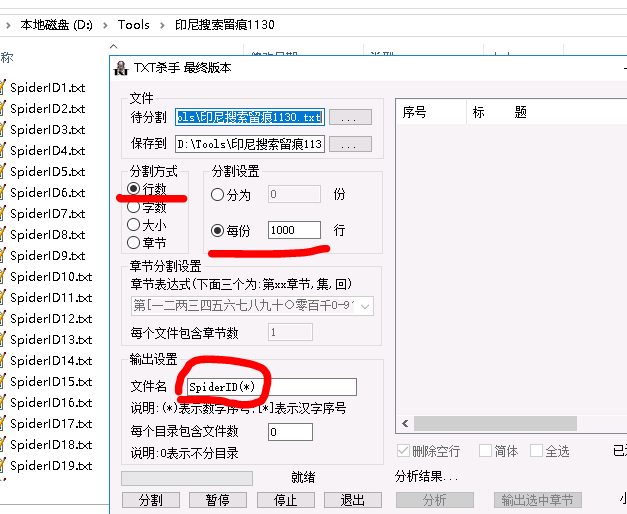 本地磁盘 (D:) > Tools > 印尼搜索留痕1130
称
SpiderID1.txt
SpiderID2.txt
SpiderID3.txt
SpiderID4.txt
SpiderID5.txt
SpiderID6.txt
SpiderID7.txt
SpiderID8.txt
SpiderID9.txt
SpiderID10.txt
SpiderID11.txt
SpiderID12.txt
SpiderID13.txt
SpiderID14.txt
SpiderID15.txt
SpiderID16.txt
SpiderID17.txt
SpiderID18.txt
SpiderID19.txt
TXT杀手 最终版本
文件
待分割 ols\印尼搜索留痕1130.txt ...
保存到 D:\Tools\印尼搜索留痕113 ...
分割方式
行数
字数
大小
章节
分割设置
分为 0 份
每份 1000 行
章节分割设置
章节表达式(下面三个为:第xx章节,集,回)
第[一二两三四五六七八九十○零百千0-9
每个文件包含章节数 1
输出设置
文件名 SpiderID(*)
说明:(*)表示数字序号,[*]表示汉字序号
每个目录包含文件数 0
说明:0表示不分目录
就绪
分割 暂停 停止 退出
序号 标 题
删除空行 简体 全选
分析结果...
分析 输出选中章节